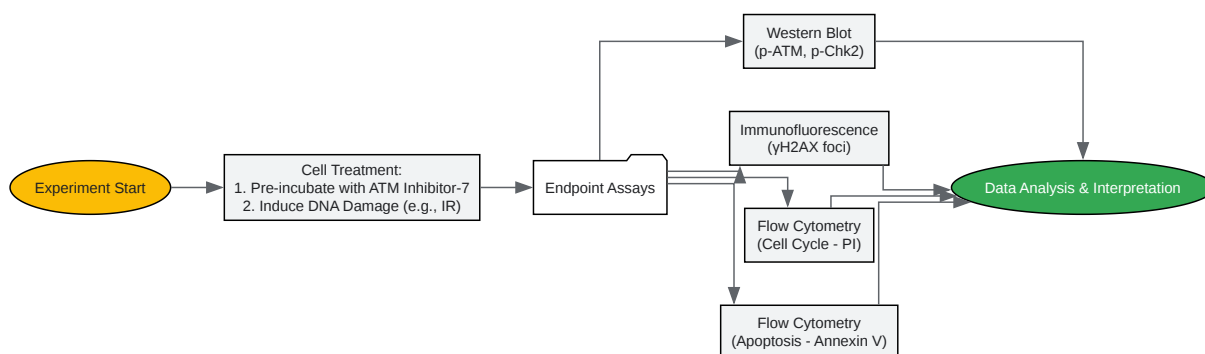 Experiment Start
Cell Treatment:
1. Pre-incubate with ATM Inhibitor-7
2. Induce DNA Damage (e.g., IR)
Endpoint Assays
Western Blot
(p-ATM, p-Chk2)
Immunofluorescence
(γH2AX foci)
Flow Cytometry
(Cell Cycle - PI)
Flow Cytometry
(Apoptosis - Annexin V)
Data Analysis & Interpretation